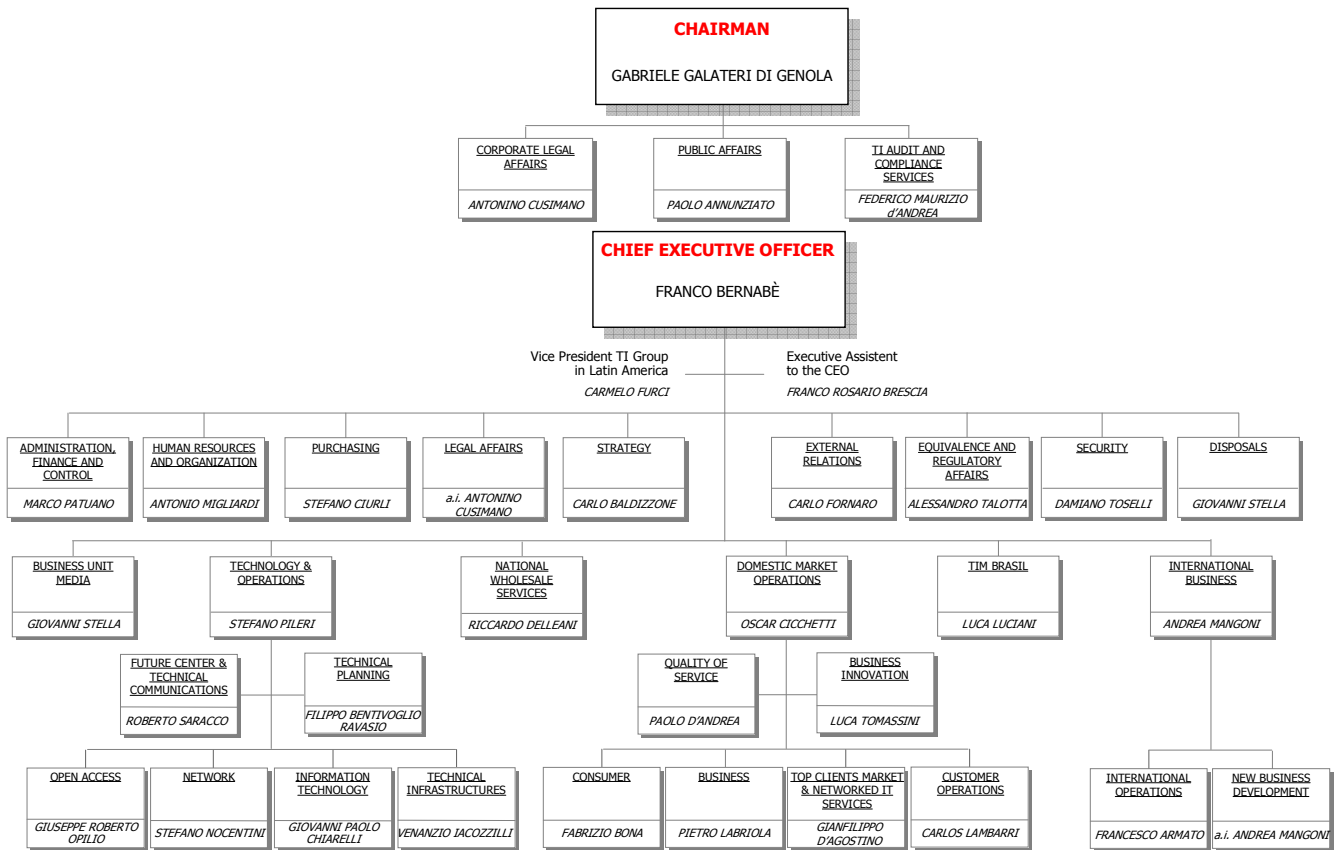 CHAIRMAN
GABRIELE GALATERI DI GENOLA
CORPORATE LEGAL
AFFAIRS
ANTONINO CUSIMANO
PUBLIC AFFAIRS
PAOLO ANNUNZIATO
TI AUDIT AND
COMPLIANCE
SERVICES
FEDERICO MAURIZIO
d'ANDREA
CHIEF EXECUTIVE OFFICER
FRANCO BERNABÈ
Vice President TI Group
in Latin America
CARMELO FURCI
Executive Assistent
to the CEO
FRANCO ROSARIO BRESCIA
ADMINISTRATION,
FINANCE AND
CONTROL
MARCO PATUANO
HUMAN RESOURCES
AND ORGANIZATION
ANTONIO MIGLIARDI
PURCHASING
STEFANO CIURLI
LEGAL AFFAIRS
a.i. ANTONINO
CUSIMANO
STRATEGY
CARLO BALDIZZONE
EXTERNAL
RELATIONS
CARLO FORNARO
EQUIVALENCE AND
REGULATORY
AFFAIRS
ALESSANDRO TALOTTA
SECURITY
DAMIANO TOSELLI
DISPOSALS
GIOVANNI STELLA
BUSINESS UNIT
MEDIA
GIOVANNI STELLA
TECHNOLOGY &
OPERATIONS
STEFANO PILERI
NATIONAL
WHOLESALE
SERVICES
RICCARDO DELLEANI
DOMESTIC MARKET
OPERATIONS
OSCAR CICCHETTI
TIM BRASIL
LUCA LUCIANI
INTERNATIONAL
BUSINESS
ANDREA MANGONI
FUTURE CENTER &
TECHNICAL
COMMUNICATIONS
ROBERTO SARACCO
TECHNICAL
PLANNING
FILIPPO BENTIVOGLIO
RAVASIO
QUALITY OF
SERVICE
PAOLO D'ANDREA
BUSINESS
INNOVATION
LUCA TOMASSINI
OPEN ACCESS
GIUSEPPE ROBERTO
OPILIO
NETWORK
STEFANO NOCENTINI
INFORMATION
TECHNOLOGY
GIOVANNI PAOLO
CHIARELLI
TECHNICAL
INFRASTRUCTURES
VENANZIO IACOZZILLI
CONSUMER
FABRIZIO BONA
BUSINESS
PIETRO LABRIOLA
TOP CLIENTS MARKET
& NETWORKED IT
SERVICES
GIANFILIPPO
D'AGOSTINO
CUSTOMER
OPERATIONS
CARLOS LAMBARRI
INTERNATIONAL
OPERATIONS
FRANCESCO ARMATO
NEW BUSINESS
DEVELOPMENT
a.i. ANDREA MANGONI